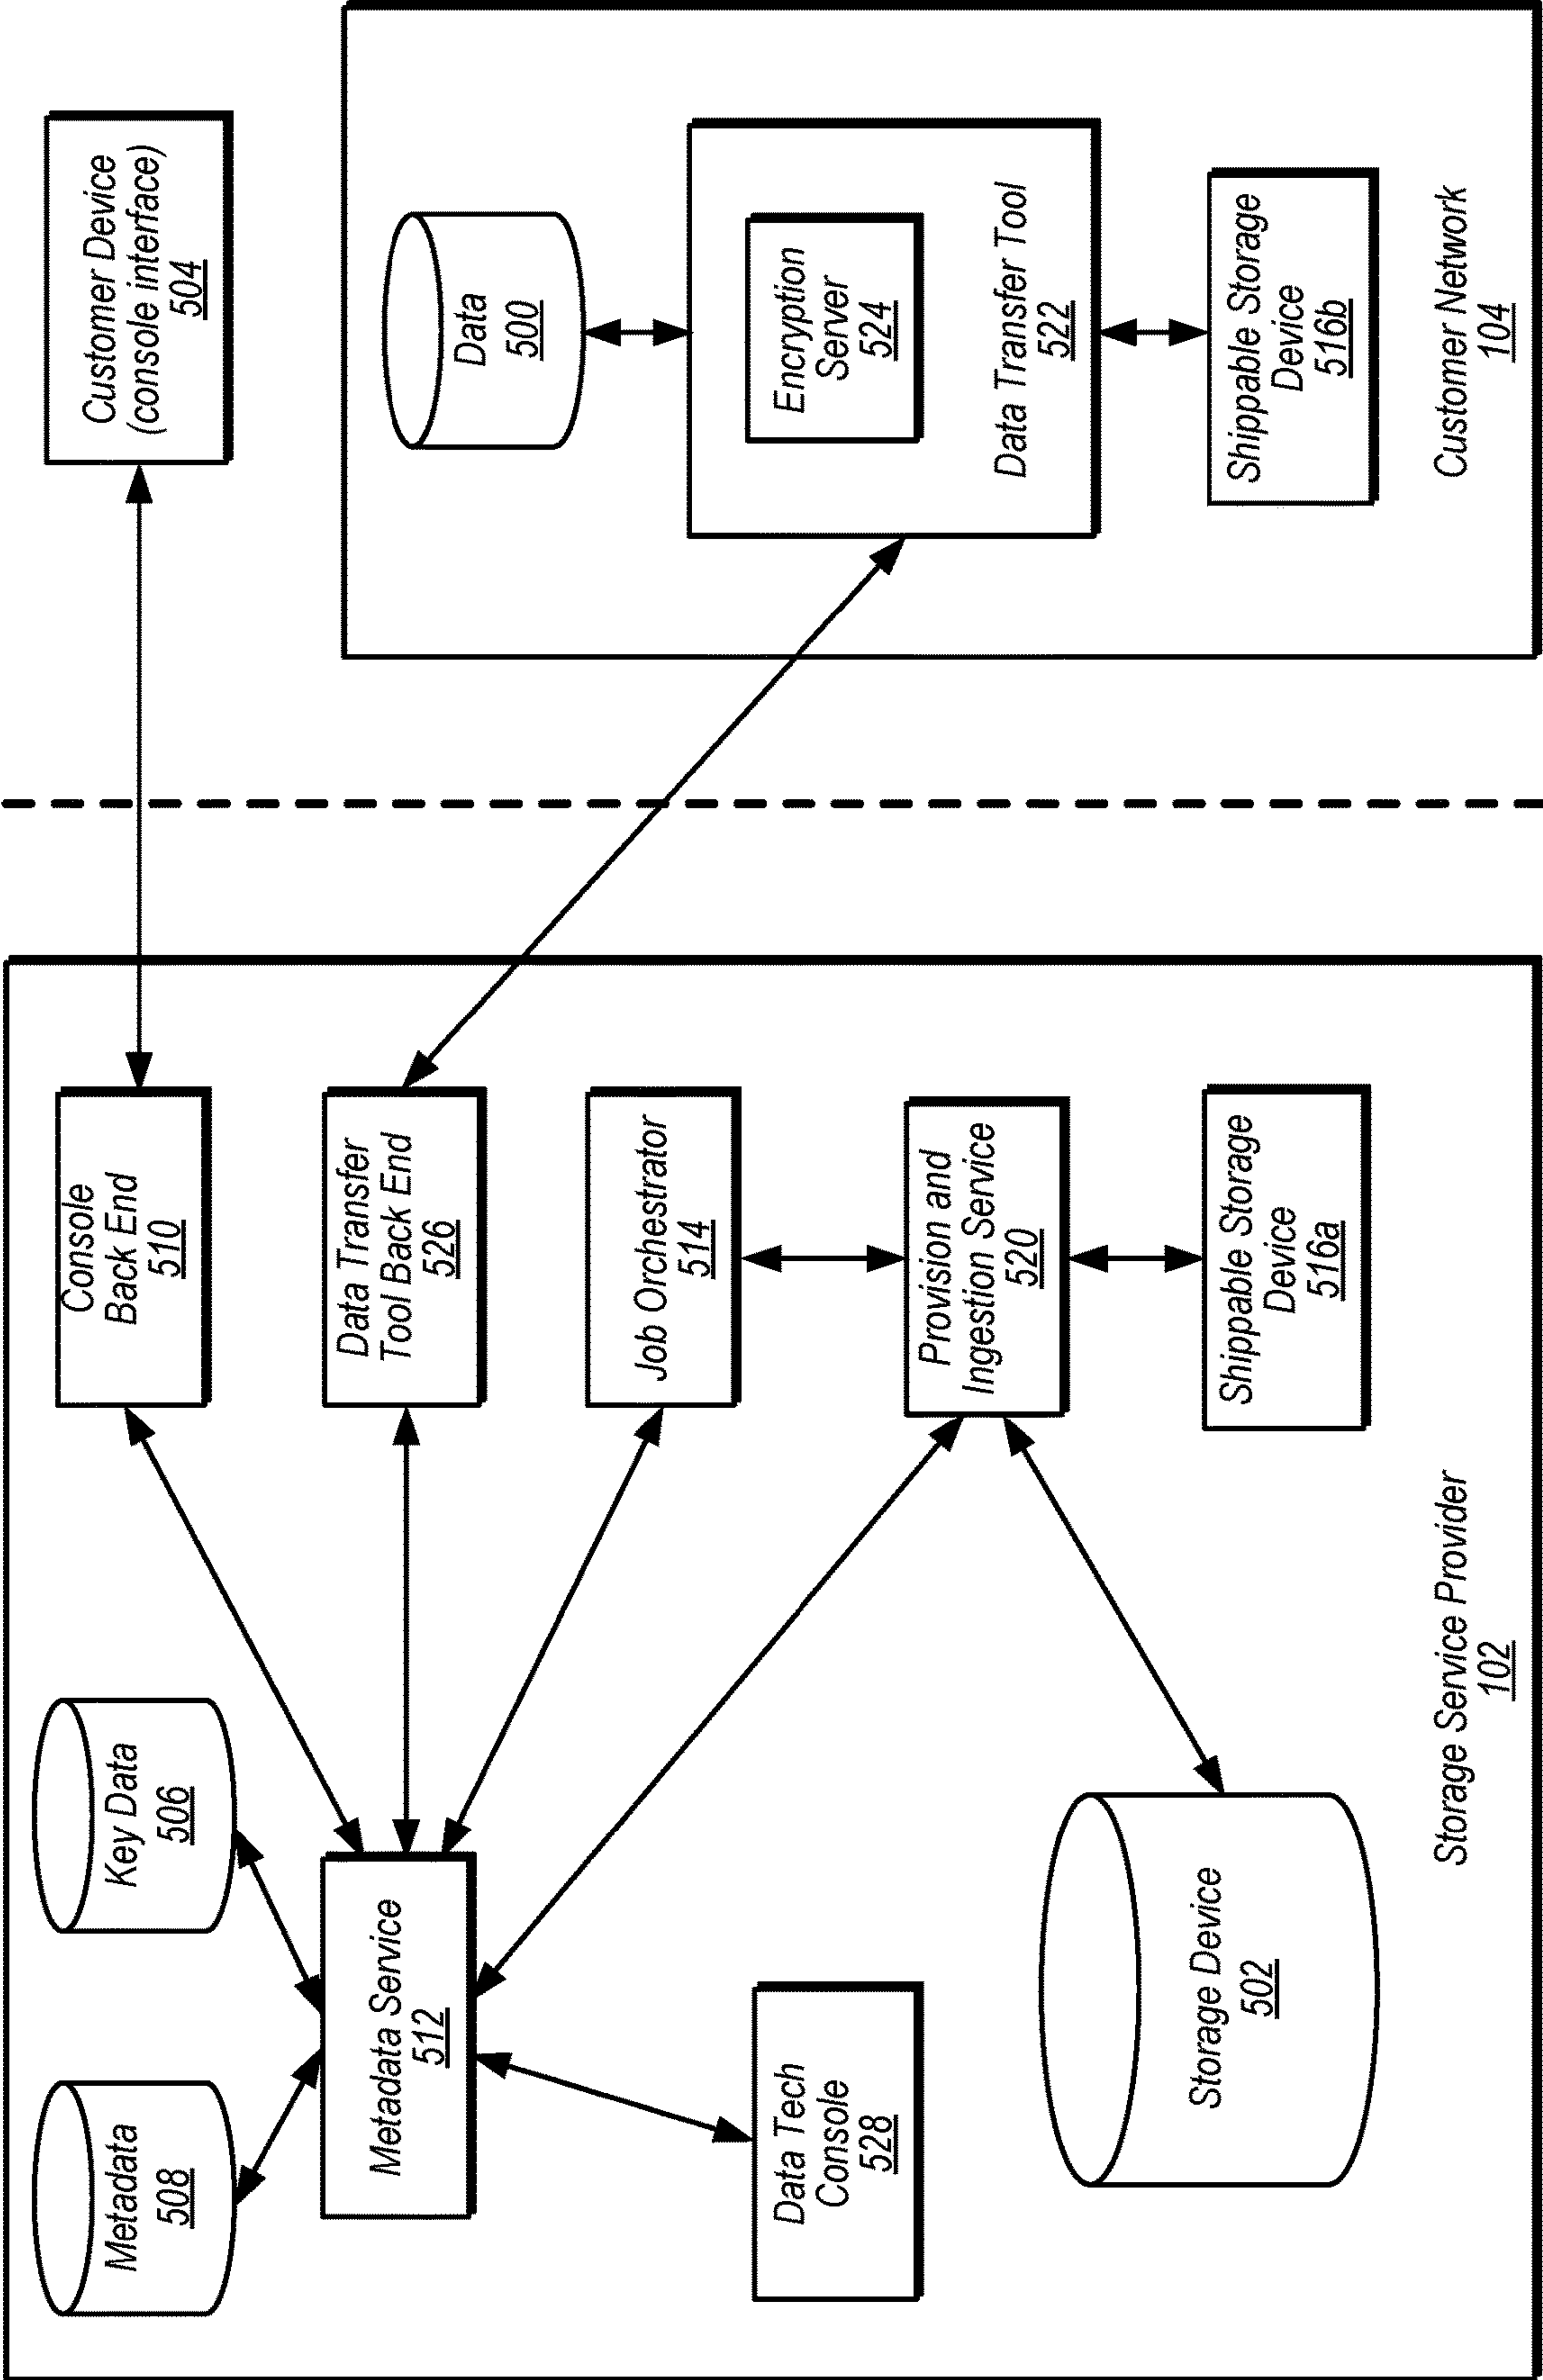 Metadata
508
Key Data
506
Console
Back End
510
Customer Device
(console interface)
504
Metadata Service
512
Data Transfer
Tool Back End
526
Data
500
Job Orchestrator
514
Encryption
Server
524
Data Transfer Tool
522
Data Tech
Console
528
Provision and
Ingestion Service
520
Storage Device
502
Shippable Storage
Device
516a
Shippable Storage
Device
516b
Storage Service Provider
102
Customer Network
104